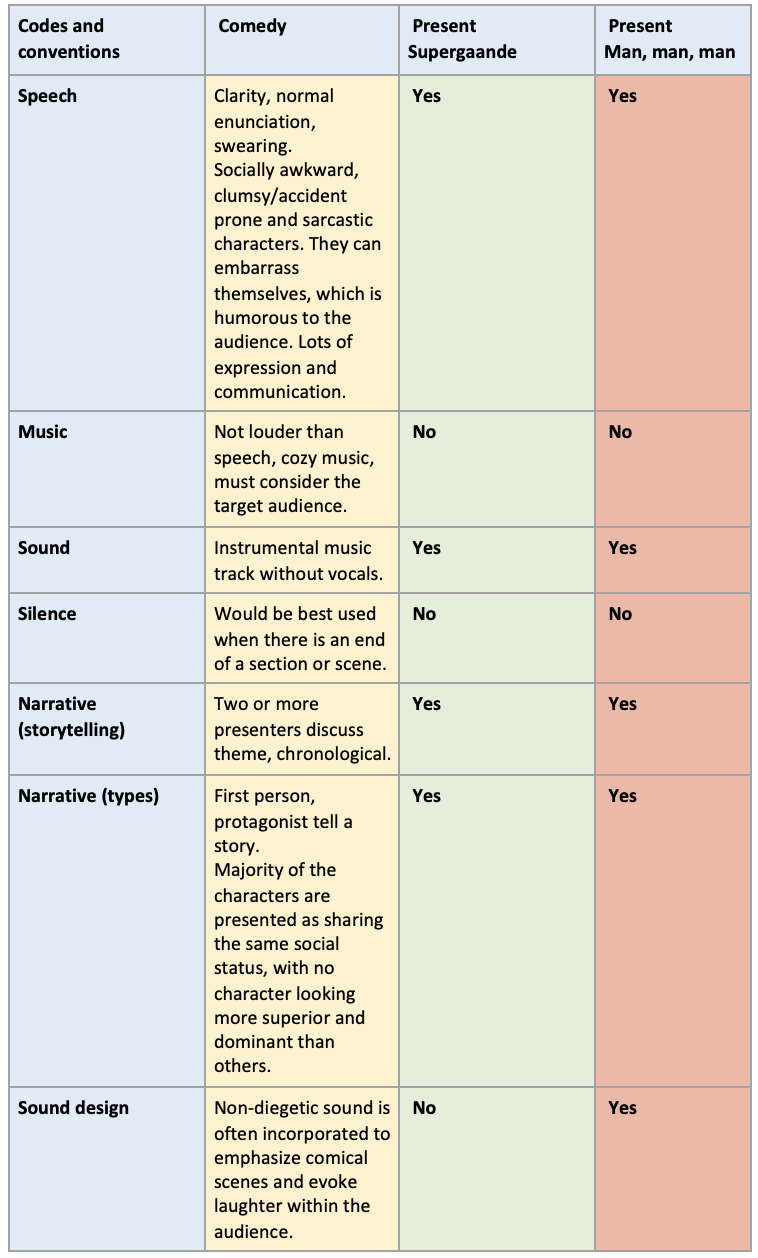 Codes and
conventions
Comedy
Present
Supergaande
Present
Man, man, man
Speech
Clarity, normal
enunciation,
swearing.
Socially awkward,
clumsy/accident
prone and sarcastic
characters. They can
embarrass
themselves, which is
humorous to the
audience. Lots of
expression and
communication.
Yes
Yes
Music
Not louder than
speech, cozy music,
must consider the
target audience.
No
No
Sound
Instrumental music
track without vocals.
Yes
Yes
Silence
Would be best used
when there is an end
of a section or scene.
No
No
Narrative
(storytelling)
Two or more
presenters discuss
theme, chronological.
Yes
Yes
Narrative (types)
First person,
protagonist tell a
story.
Majority of the
characters are
presented as sharing
the same social
status, with no
character looking
more superior and
dominant than
others.
Yes
Yes
Sound design
Non-diegetic sound is
often incorporated to
emphasize comical
scenes and evoke
laughter within the
audience.
No
Yes